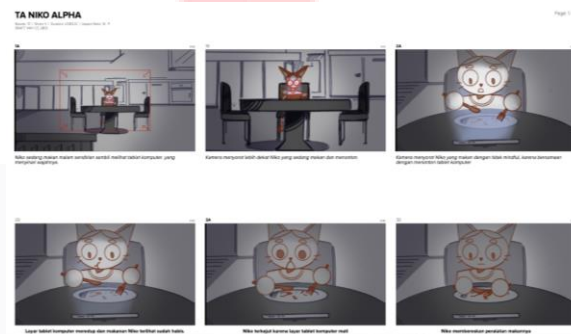 TA NIKO ALPHA
Page: 1
Niko sedang makan malam sendirian sambil melihat tablet komputer, yang
menyinari wajahnya.
Kamera menyorot lebih dekat Niko yang sedang makan dan menonton
Kamera menyorot Niko yang makan dengan tidak mindful, karena bersamaan
dengan menonton tablet komputer
Layar tablet komputer meredup dan makanan Niko terlihat sudah habis.
Niko terkejut karena layar tablet komputer mati
Niko membereskan peralatan makannya